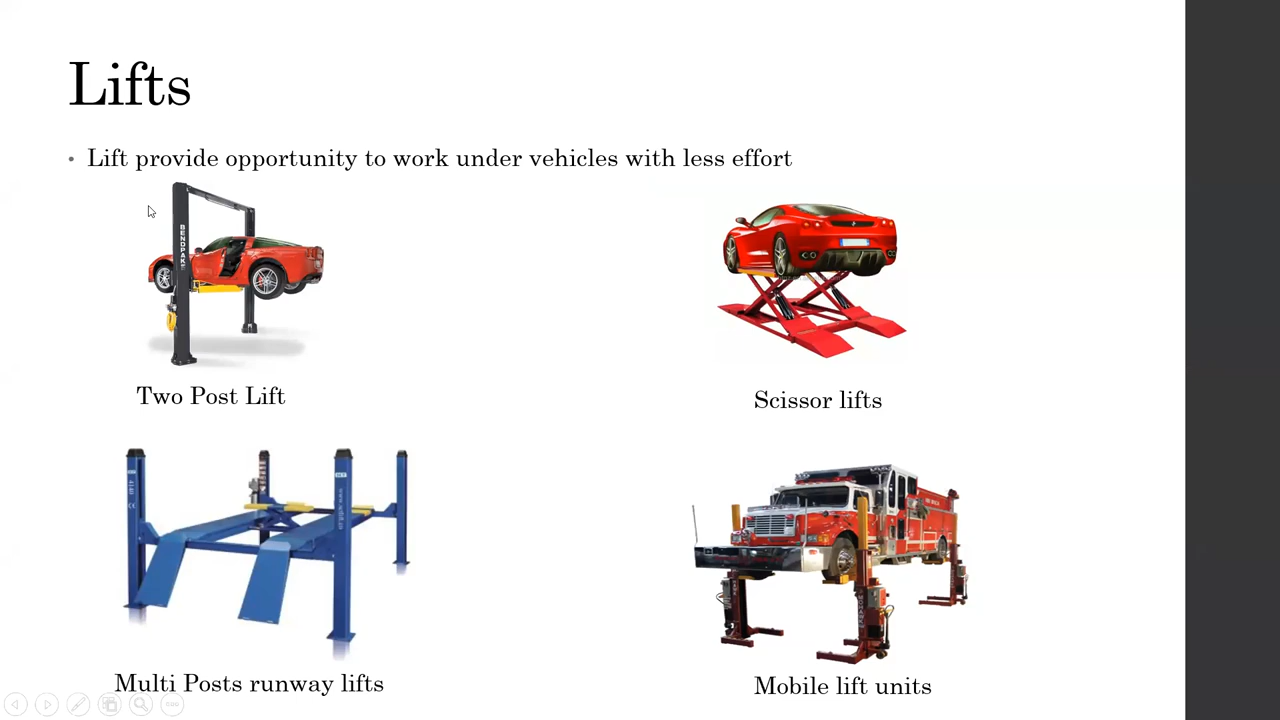 Lifts
• Lift provide opportunity to work under vehicles with less effort
BENDPAK
Two Post Lift
Scissor lifts
Multi Posts runway lifts
Mobile lift units